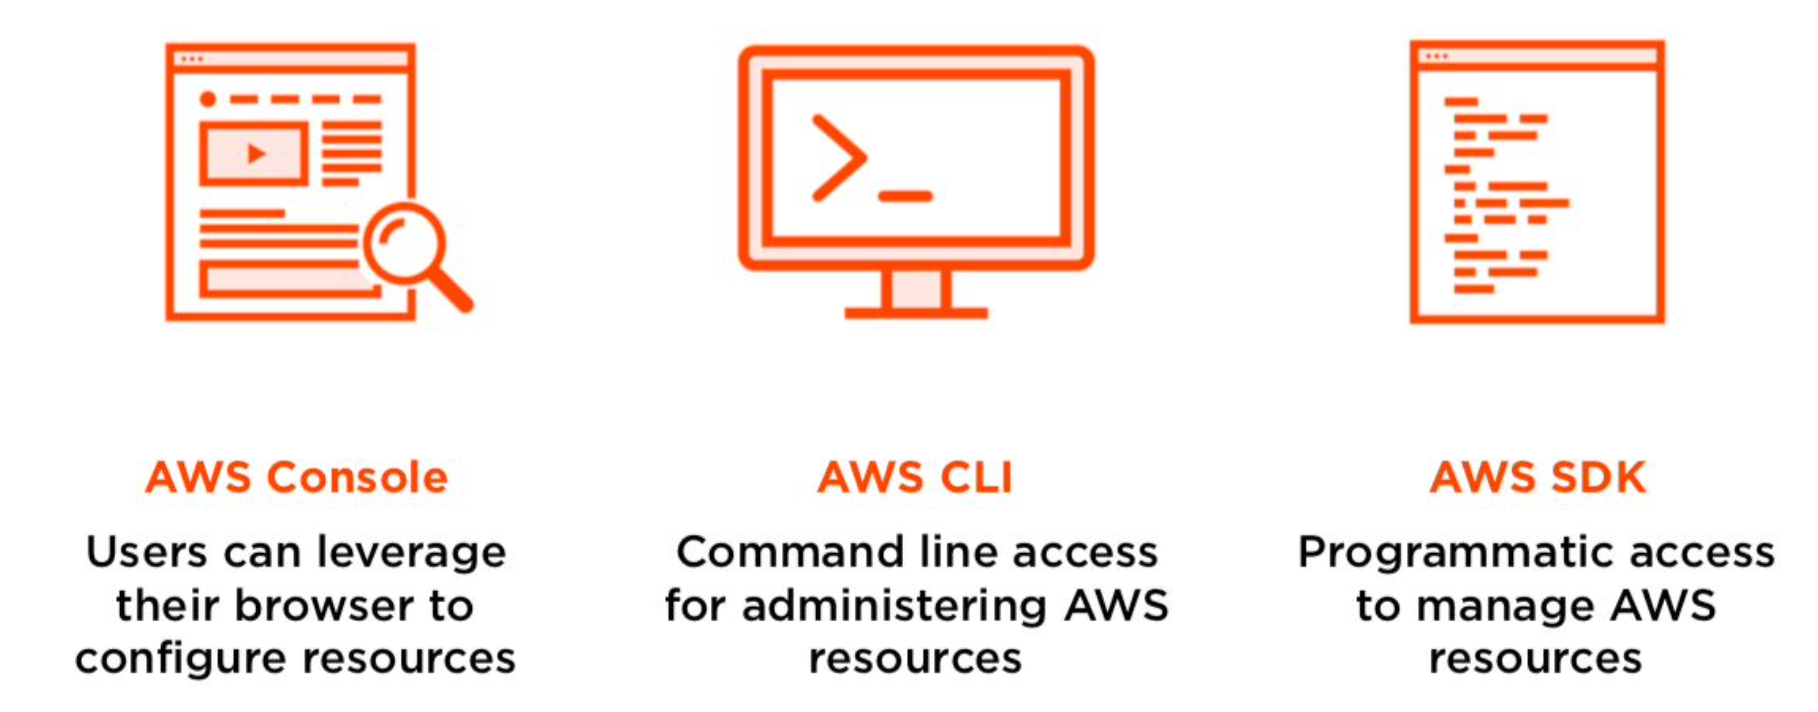 AWS Console
Users can leverage
their browser to
configure resources
AWS CLI
Command line access
for administering AWS
resources
AWS SDK
Programmatic access
to manage AWS
resources